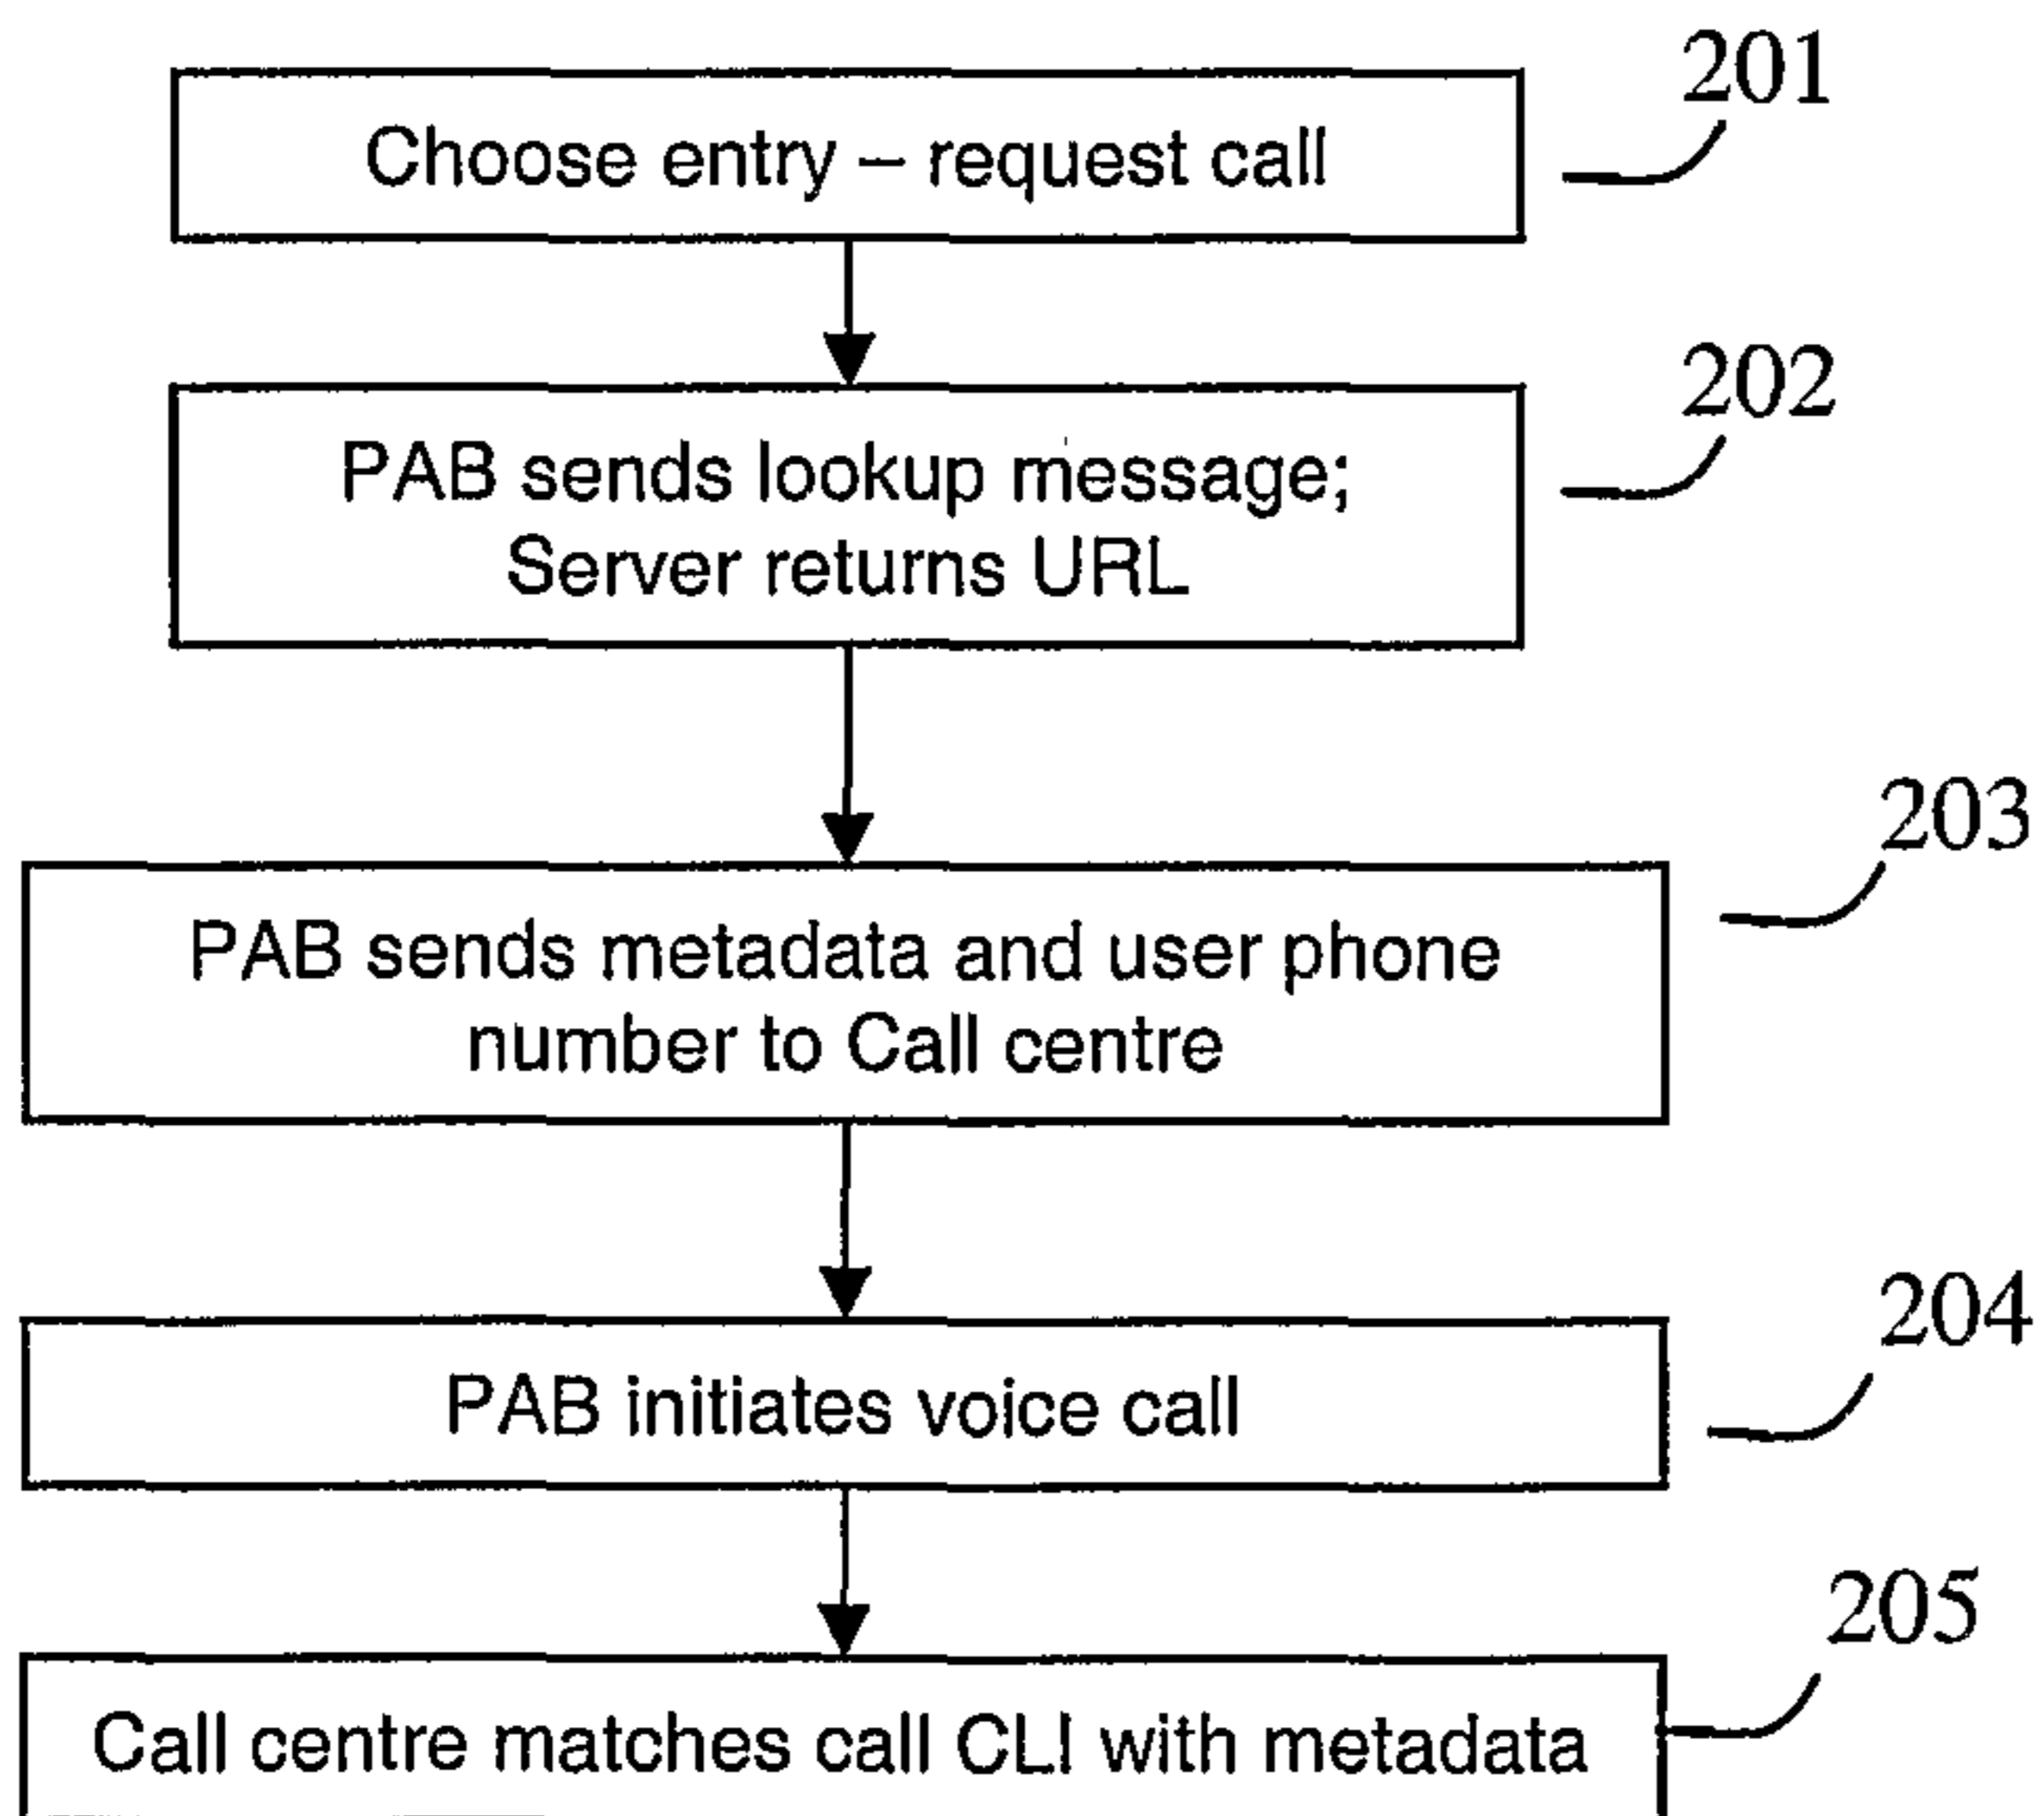 201
Choose entry – request call
202
PAB sends lookup message;
Server returns URL
203
PAB sends metadata and user phone
number to Call centre
204
PAB initiates voice call
205
Call centre matches call CLI with metadata